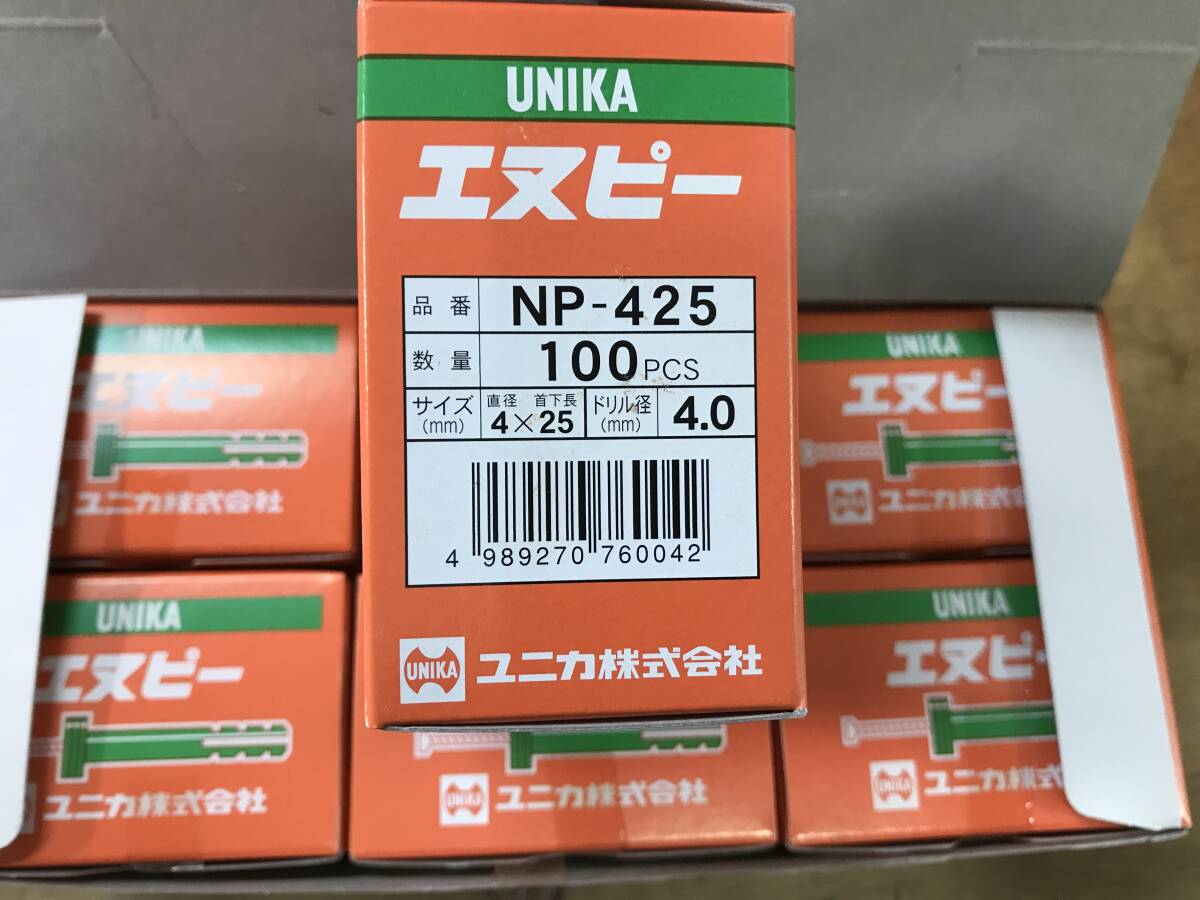 UNIKA
エヌピー
品番 NP-425
数量 100PCS
サイズ(mm) 直径 首下長 4×25 ドリル径(mm) 4.0
4 989270 760042
UNIKA ユニカ株式会社
UNIKA
エヌピー
ユニカ株式会社
UNIKA
エヌピー
UNIKA ユニカ株式会
UNIKA
エヌピー
ユニカ株式会社
UNIKA ユニカ株式会社
UNIKA
エヌピー
UNIKA ユニカ株式会